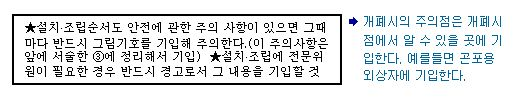 ★설치·조립순서도 안전에 관한 주의 사항이 있으면 그때
마다 반드시 그림기호를 기입해 주의한다.(이 주의사항은
앞에 서술한 ③에 정리해서 기입) ★설치·조립에 전문위
원이 필요한 경우 반드시 경고로서 그 내용을 기입할 것
개폐시의 주의점은 개폐시
점에서 알 수 있을 곳에 기
입한다. 예를들면 곤포용
외상자에 기입한다.